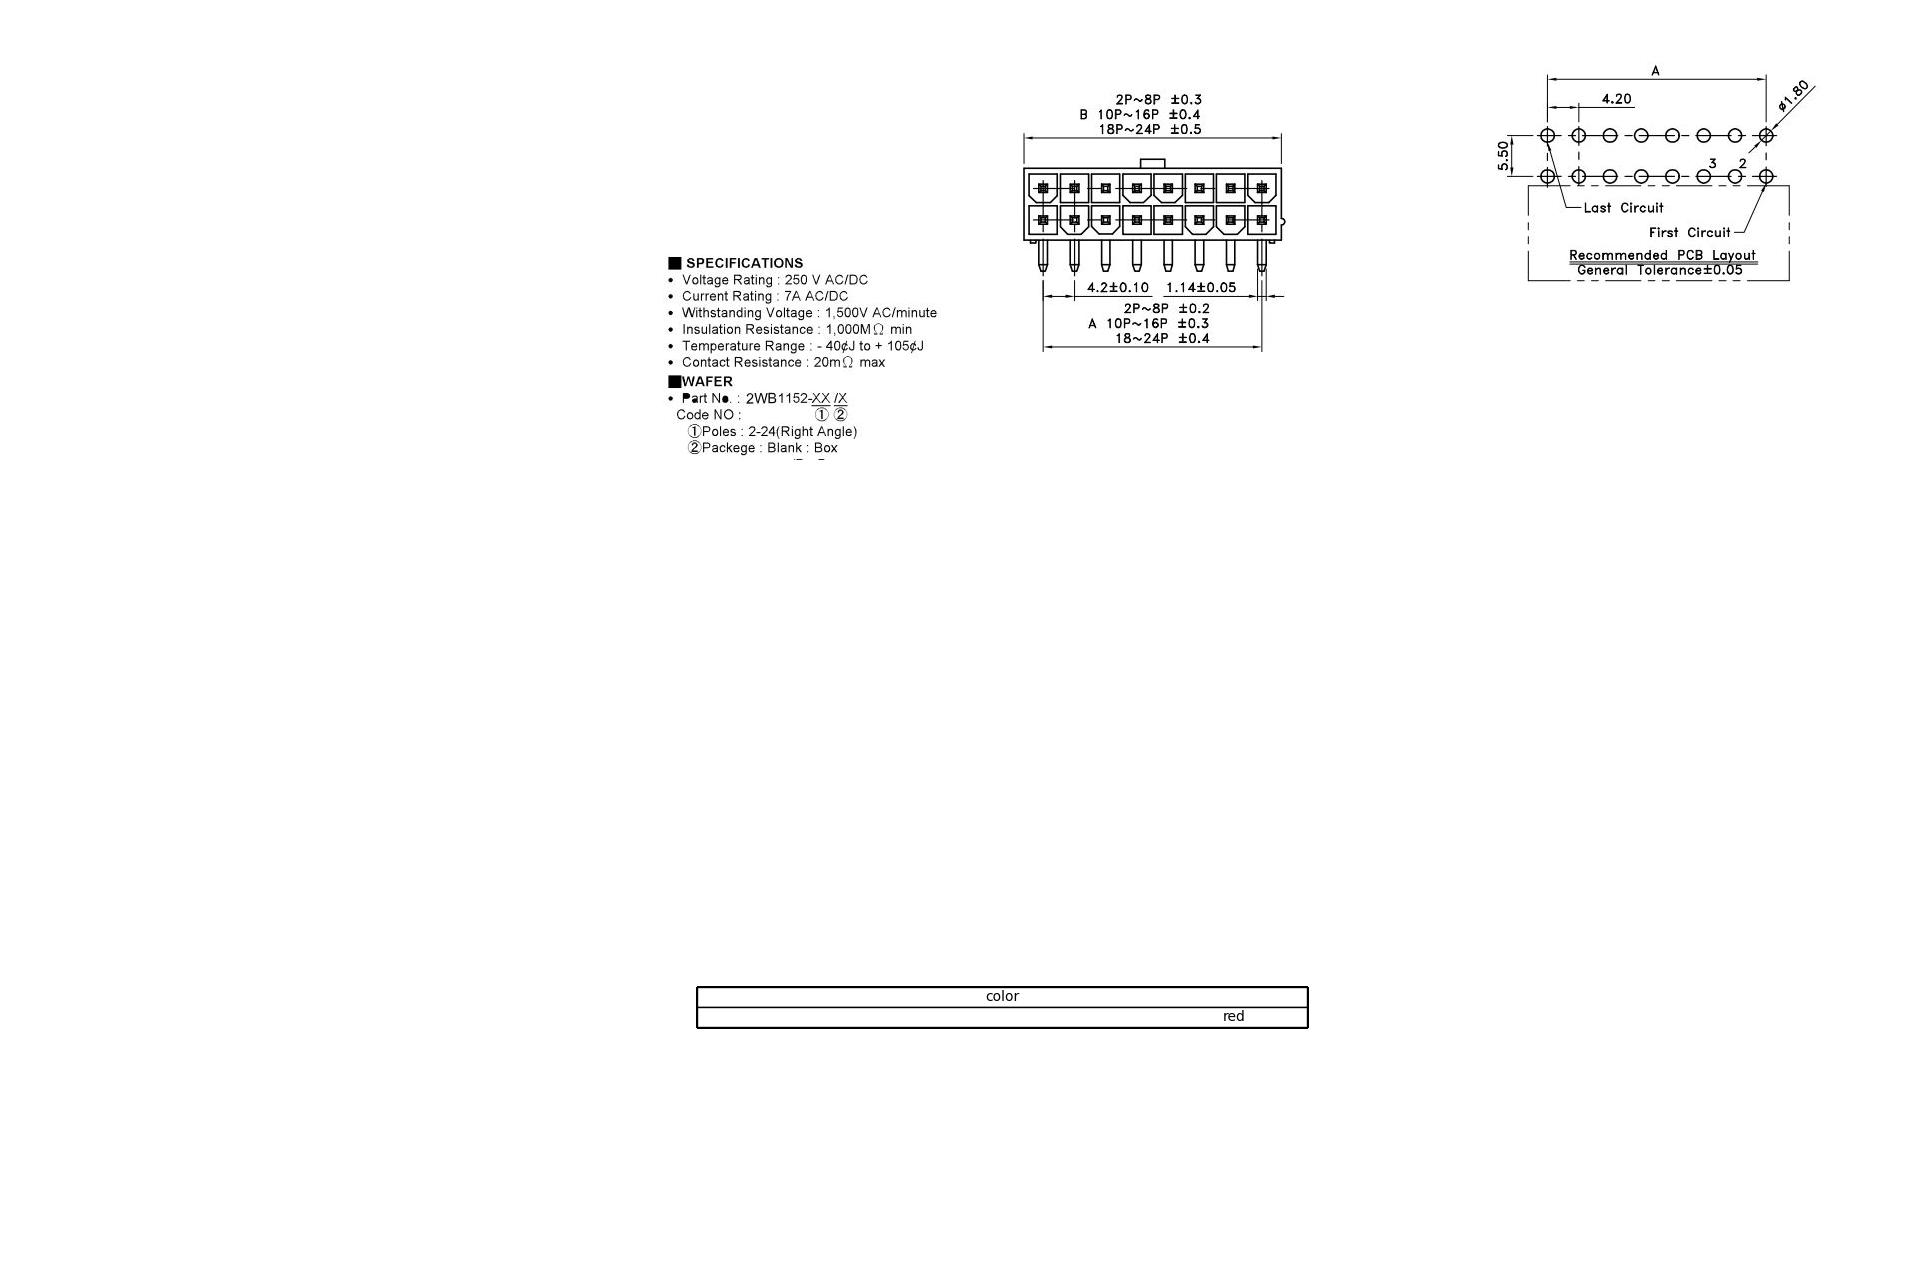 ■ SPECIFICATIONS
• Voltage Rating : 250 V AC/DC
• Current Rating : 7A AC/DC
• Withstanding Voltage : 1,500V AC/minute
• Insulation Resistance : 1,000MΩ min
• Temperature Range : - 40¢J to + 105¢J
• Contact Resistance : 20mΩ max
■WAFER
• Part No. : 2WB1152-XX /X
Code NO : ① ②
①Poles : 2-24(Right Angle)
②Packege : Blank : Box
2P~8P ±0.3
B 10P~16P ±0.4
18P~24P ±0.5
4.2±0.10 1.14±0.05
2P~8P ±0.2
A 10P~16P ±0.3
18~24P ±0.4
A
4.20
ø1.80
5.50
3 2
Last Circuit
First Circuit
Recommended PCB Layout
General Tolerance±0.05
color
red